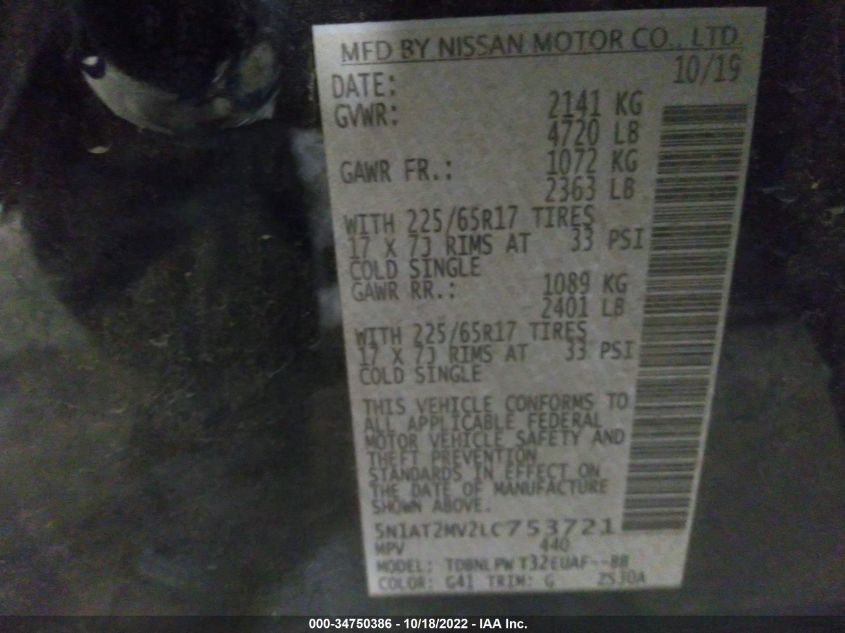 MFD BY NISSAN MOTOR CO., LTD
DATE: 10/19
GVWR: 2141 KG
4720 LB
GAWR FR.: 1072 KG
2363 LB
WITH 225/65R17 TIRES
17 X 7J RIMS AT 33 PSI
COLD SINGLE
GAWR RR.: 1089 KG
2401 LB
WITH 225/65R17 TIRES
17 X 7J RIMS AT 33 PSI
COLD SINGLE
THIS VEHICLE CONFORMS TO
ALL APPLICABLE FEDERAL
MOTOR VEHICLE SAFETY AND
THEFT PREVENTION
STANDARDS IN EFFECT ON
THE DATE OF MANUFACTURE
SHOWN ABOVE.
5N1AT2MV2LC753721
MPV 440
MODEL:
COLOR: G41 TRIM: G
000-34750386 - 10/18/2022 - IAA Inc.